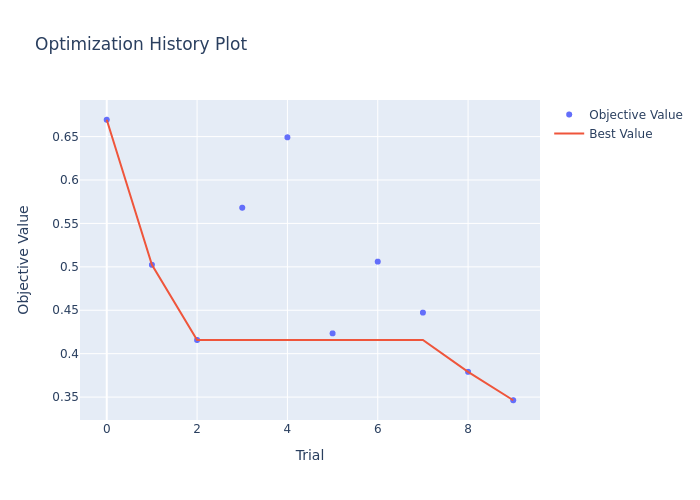 Optimization History Plot
Objective Value
Best Value
0.65
0.6
0.55
0.5
0.45
0.4
0.35
Objective Value
0 2 4 6 8
Trial